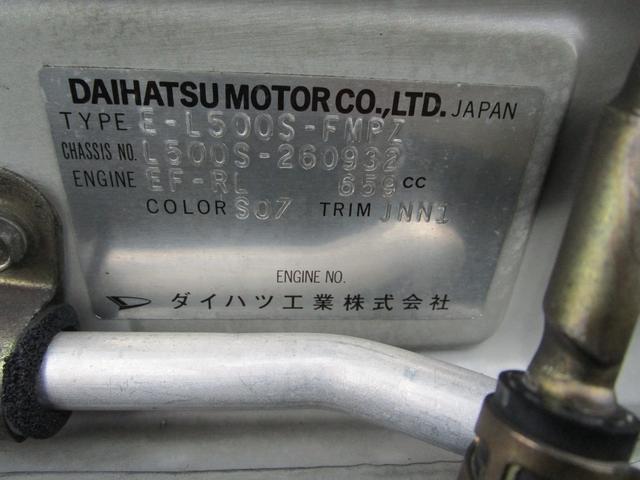 DAIHATSU MOTOR CO.,LTD. JAPAN
TYPE E-L500S-FMPZ
CHASSIS NO. L500S-260932
ENGINE EF-RL 659 CC
COLOR S07 TRIM JNN1
ENGINE NO.
ダイハツ工業株式会社